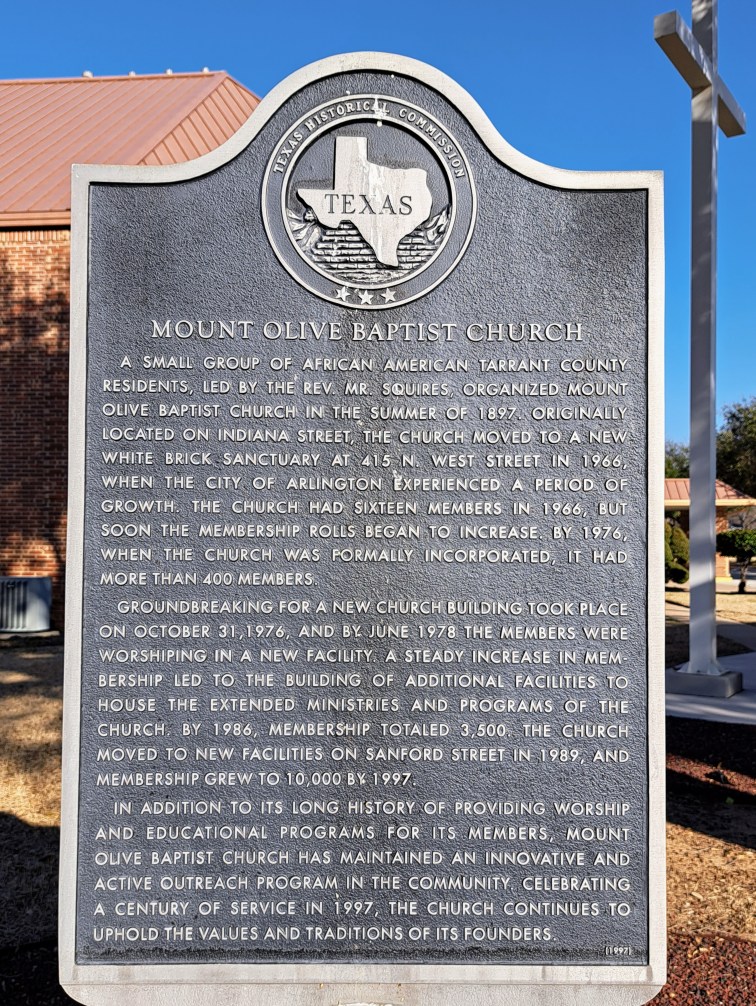 TEXAS HISTORICAL COMMISSION
TEXAS
MOUNT OLIVE BAPTIST CHURCH
A SMALL GROUP OF AFRICAN AMERICAN TARRANT COUNTY
RESIDENTS, LED BY THE REV. MR. SQUIRES, ORGANIZED MOUNT
OLIVE BAPTIST CHURCH IN THE SUMMER OF 1897. ORIGINALLY
LOCATED ON INDIANA STREET, THE CHURCH MOVED TO A NEW
WHITE BRICK SANCTUARY AT 415 N. WEST STREET IN 1966,
WHEN THE CITY OF ARLINGTON EXPERIENCED A PERIOD OF
GROWTH. THE CHURCH HAD SIXTEEN MEMBERS IN 1966, BUT
SOON THE MEMBERSHIP ROLLS BEGAN TO INCREASE. BY 1976,
WHEN THE CHURCH WAS FORMALLY INCORPORATED, IT HAD
MORE THAN 400 MEMBERS.
GROUNDBREAKING FOR A NEW CHURCH BUILDING TOOK PLACE
ON OCTOBER 31,1976, AND BY JUNE 1978 THE MEMBERS WERE
WORSHIPING IN A NEW FACILITY. A STEADY INCREASE IN MEM-
BERSHIP LED TO THE BUILDING OF ADDITIONAL FACILITIES TO
HOUSE THE EXTENDED MINISTRIES AND PROGRAMS OF THE
CHURCH. BY 1986, MEMBERSHIP TOTALED 3,500. THE CHURCH
MOVED TO NEW FACILITIES ON SANFORD STREET IN 1989, AND
MEMBERSHIP GREW TO 10,000 BY 1997.
IN ADDITION TO ITS LONG HISTORY OF PROVIDING WORSHIP
AND EDUCATIONAL PROGRAMS FOR ITS MEMBERS, MOUNT
OLIVE BAPTIST CHURCH HAS MAINTAINED AN INNOVATIVE AND
ACTIVE OUTREACH PROGRAM IN THE COMMUNITY. CELEBRATING
A CENTURY OF SERVICE IN 1997, THE CHURCH CONTINUES TO
UPHOLD THE VALUES AND TRADITIONS OF ITS FOUNDERS.
(1997)